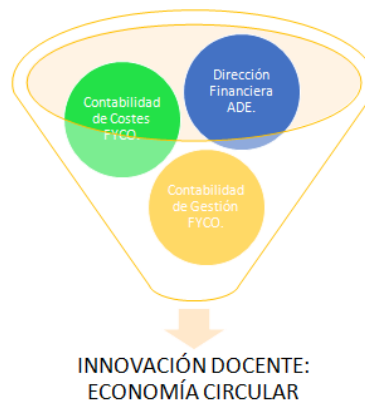 Dirección
Financiera
ADE.
Contabilidad
de Costes
FYCO.
Contabilidad
de Gestión
FYCO.
INNOVACIÓN DOCENTE:
ECONOMÍA CIRCULAR